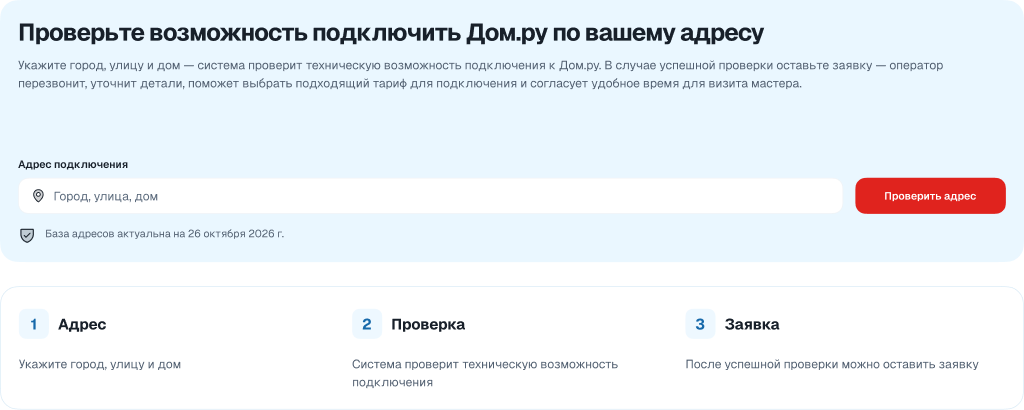 Проверьте возможность подключить Дом.ру по вашему адресу
Укажите город, улицу и дом — система проверит техническую возможность подключения к Дом.ру. В случае успешной проверки оставьте заявку — оператор
перезвонит, уточнит детали, поможет выбрать подходящий тариф для подключения и согласует удобное время для визита мастера.
Адрес подключения
Город, улица, дом
Проверить адрес
База адресов актуальна на 26 октября 2026 г.
1 Адрес
Укажите город, улицу и дом
2 Проверка
Система проверит техническую возможность
подключения
3 Заявка
После успешной проверки можно оставить заявку